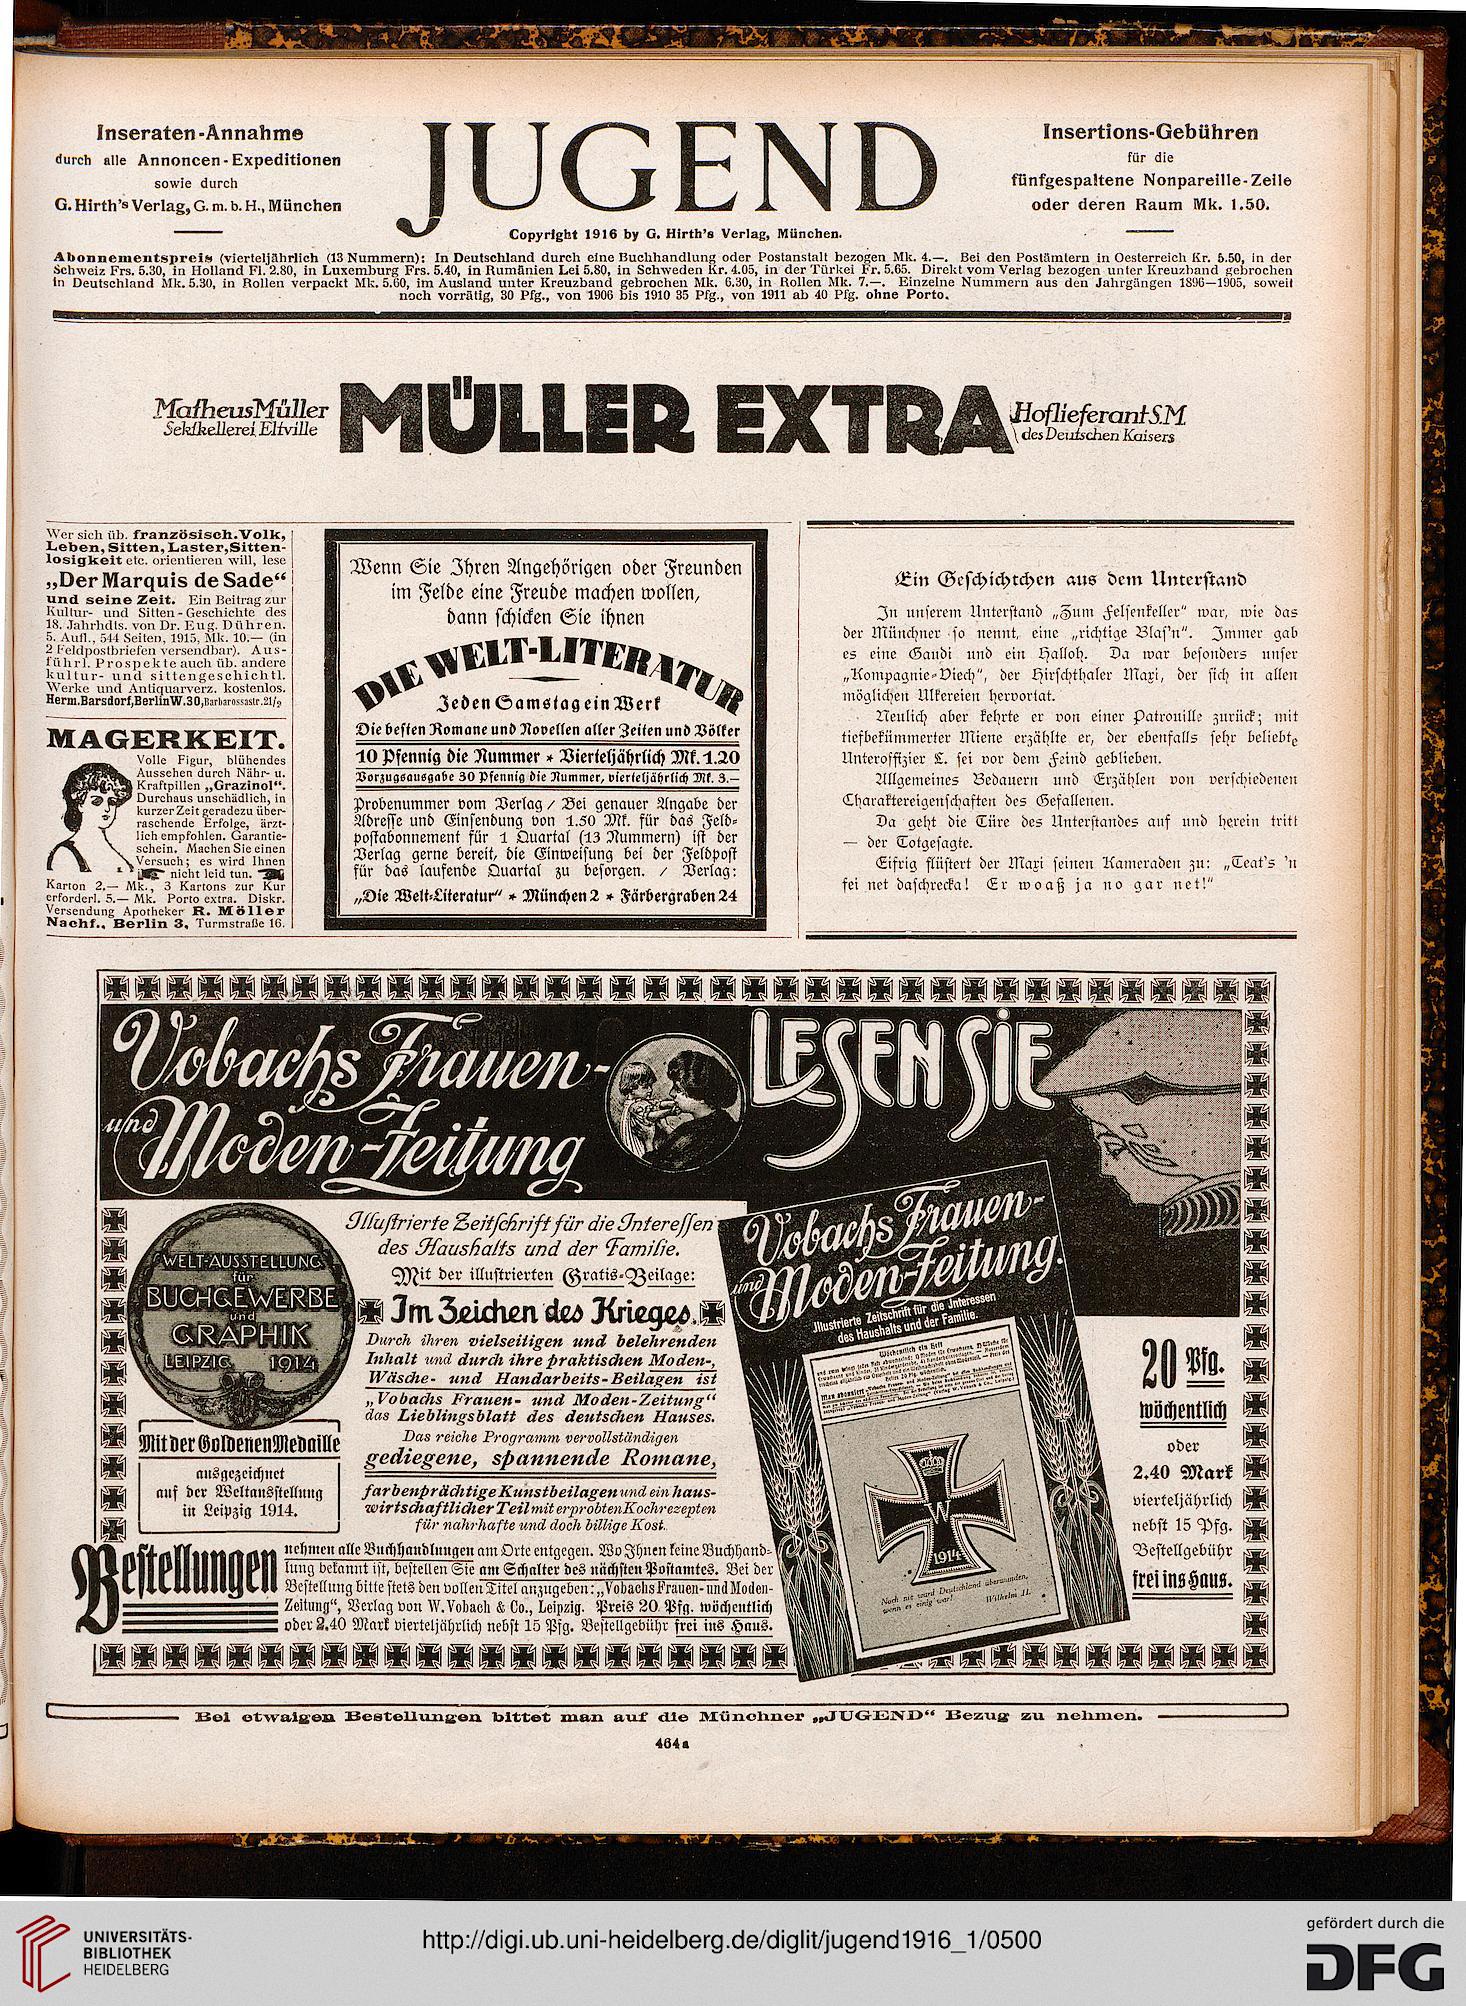 Inseraten-Annahme
durch alle Annoncen-Expeditionen
sowie durch
G. Hirth's Verlag, G. m. b. H., München
JUGEND
Copyright 1916 by G. Hirth's Verlag, München.
Insertions-Gebühren
für die
fünfgespaltene Nonpareille-Zeile
oder deren Raum Mk. 1.50.
Abonnementspreis (vierteljährlich (13 Nummern): In Deutschland durch eine Buchhandlung oder Postanstalt bezogen Mk. 4.—. Bei den Postämtern in Oesterreich Kr. 5.50, in der
Schweiz Frs. 5.30, in Holland Fl. 2.80, in Luxemburg Frs. 5.40, in Rumänien Lei 5.80, in Schweden Kr. 4.05, in der Türkei Fr. 5.65. Direkt vom Verlag bezogen unter Kreuzband gebrochen
in Deutschland Mk. 5.30, in Rollen verpackt Mk. 5.60, im Ausland unter Kreuzband gebrochen Mk. 6.30, in Rollen Mk. 7.—. Einzelne Nummern aus den Jahrgängen 1896—1905, soweit
noch vorrätig, 30 Pfg., von 1906 bis 1910 35 Pfg., von 1911 ab 40 Pfg. ohne Porto.
Matheus Müller
Sektkellerei Eltville
MÜLLER EXTRA
Hoflieferant S.M.
des Deutschen Kaisers
Wer sich üb. französisch. Volk,
Leben, Sitten, Laster, Sitten-
losigkeit etc. orientieren will, lese
„Der Marquis de Sade“
und seine Zeit. Ein Beitrag zur
Kultur- und Sitten-Geschichte des
18. Jahrhdts. von Dr. Eug. Dühren.
5. Aufl., 544 Seiten, 1915, Mk. 10.— (in
2 Feldpostbriefen versendbar). Aus-
führl. Prospekte auch üb. andere
kultur- und sittengeschichtl.
Werke und Antiquarverz. kostenlos.
Herm. Barsdorf, Berlin W. 30, Barbarossastr. 21/2
MAGERKEIT.
Volle Figur, blühendes
Aussehen durch Nähr- u.
Kraftpillen „Grazinol“.
Durchaus unschädlich, in
kurzer Zeit geradezu über-
raschende Erfolge, ärzt-
lich empfohlen. Garantie-
schein. Machen Sie einen
Versuch; es wird Ihnen
nicht leid tun.
Karton 2.— Mk., 3 Kartons zur Kur
erforderl. 5.— Mk. Porto extra. Diskr.
Versendung Apotheker R. Möller
Nachf., Berlin 3, Turmstraße 16.
Wenn Sie Ihren Angehörigen oder Freunden
im Felde eine Freude machen wollen,
dann schicken Sie ihnen
DIE WELT-LITERATUR
Jeden Samstag ein Werk
Die besten Romane und Novellen aller Zeiten und Völker
10 Pfennig die Nummer * Vierteljährlich Mk. 1.20
Vorzugsausgabe 30 Pfennig die Nummer, vierteljährlich Mk. 3.—
Probenummer vom Verlag / Bei genauer Angabe der
Adresse und Einsendung von 1.50 Mk. für das Feld-
postabonnement für 1 Quartal (13 Nummern) ist der
Verlag gerne bereit, die Einweisung bei der Feldpost
für das laufende Quartal zu besorgen. / Verlag:
„Die Welt-Literatur“ * München 2 * Färbergraben 24
Ein Geschichtchen aus dem Unterstand
In unserem Unterstand „Zum Felsenkeller“ war, wie das
der Münchner so nennt, eine „richtige Blas'n“. Immer gab
es eine Gaudi und ein Halloh. Da war besonders unser
„Kompagnie-Viech“, der Hirschthaler Maxi, der sich in allen
möglichen Ulkereien hervortat.
Neulich aber kehrte er von einer Patrouille zurück; mit
tiefbekümmerter Miene erzählte er, der ebenfalls sehr beliebte
Unteroffizier L. sei vor dem Feind geblieben.
Allgemeines Bedauern und Erzählen von verschiedenen
Charaktereigenschaften des Gefallenen.
Da geht die Türe des Unterstandes auf und herein tritt
— der Totgesagte.
Eifrig flüstert der Maxi seinen Kameraden zu: „Teat's 'n
fei net daschrecka! Er woaß ja no gar net!“
Vobachs Frauen-
und Moden-Zeitung
LESEN SIE
WELT-AUSSTELLUNG
für
BUCHGEWERBE
und
GRAPHIK
LEIPZIG 1914
Mit der Goldenen Medaille
ausgezeichnet
auf der Weltausstellung
in Leipzig 1914.
Illustrierte Zeitschrift für die Interessen
des Haushalts und der Familie.
Mit der illustrierten Gratis-Beilage:
Im Zeichen des Krieges.
Durch ihren vielseitigen und belehrenden
Inhalt und durch ihre praktischen Moden-,
Wäsche- und Handarbeits-Beilagen ist
„Vobachs Frauen- und Moden-Zeitung“
das Lieblingsblatt des deutschen Hauses.
Das reiche Programm vervollständigen
gediegene, spannende Romane,
farbenprächtige Kunstbeilagen und ein haus-
wirtschaftlicher Teil mit erprobten Kochrezepten
für nahrhafte und doch billige Kost.
Vobachs Frauen-
und Moden-Zeitung.
Illustrierte Zeitschrift für die Interessen
des Haushalts und der Familie.
Wöchentlich ein Heft
W
1914
Noch nie ward Deutschland überwunden,
wenn es einig war! Wilhelm II.
20 Pfg.
wöchentlich
oder
2.40 Mark
vierteljährlich
nebst 15 Pfg.
Bestellgebühr
frei ins Haus.
Bestellungen
nehmen alle Buchhandlungen am Orte entgegen. Wo Ihnen keine Buchhand-
lung bekannt ist, bestellen Sie am Schalter des nächsten Postamtes. Bei der
Bestellung bitte stets den vollen Titel anzugeben: „Vobachs Frauen- und Moden-
Zeitung“, Verlag von W. Vobach & Co., Leipzig. Preis 20 Pfg. wöchentlich
oder 2.40 Mark vierteljährlich nebst 15 Pfg. Bestellgebühr frei ins Haus.
Bei etwaigen Bestellungen bittet man auf die Münchner „JUGEND“ Bezug zu nehmen.
464a
UNIVERSITÄTS-
BIBLIOTHEK
HEIDELBERG
http://digi.ub.uni-heidelberg.de/diglit/jugend1916_1/0500
gefördert durch die
DFG